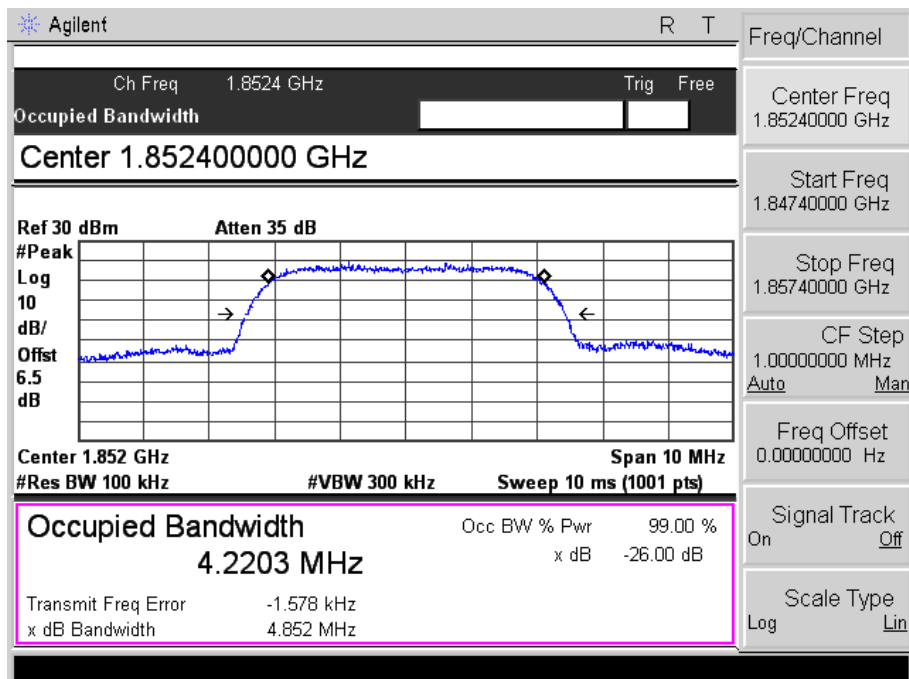 Agilent R T
Ch Freq 1.8524 GHz Trig Free
Occupied Bandwidth
Center 1.852400000 GHz
Ref 30 dBm Atten 35 dB
#Peak
Log
10
dB/
Offst
6.5
dB
Center 1.852 GHz Span 10 MHz
#Res BW 100 kHz #VBW 300 kHz Sweep 10 ms (1001 pts)
Occupied Bandwidth Occ BW % Pwr 99.00 %
4.2203 MHz x dB -26.00 dB
Transmit Freq Error -1.578 kHz
x dB Bandwidth 4.852 MHz
Freq/Channel
Center Freq
1.85240000 GHz
Start Freq
1.84740000 GHz
Stop Freq
1.85740000 GHz
CF Step
1.00000000 MHz
Auto Man
Freq Offset
0.00000000 Hz
Signal Track
On Off
Scale Type
Log Lin